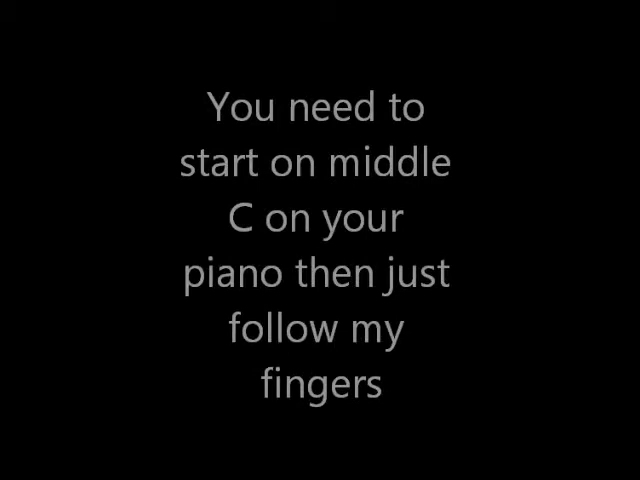 You need to
start on middle
C on your
piano then just
follow my
fingers